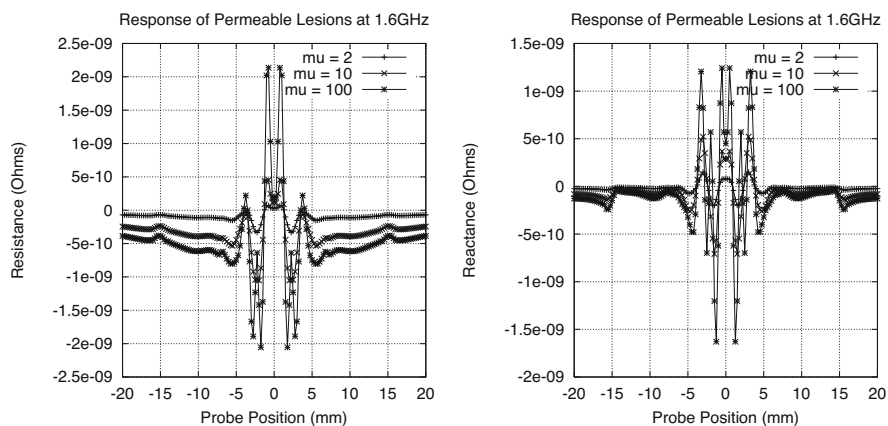 Response of Permeable Lesions at 1.6GHz
2.5e-09
2e-09
1.5e-09
1e-09
5e-10
0
-5e-10
-1e-09
-1.5e-09
-2e-09
-2.5e-09
Resistance (Ohms)
mu = 2
mu = 10
mu = 100
-20 -15 -10 -5 0 5 10 15 20
Probe Position (mm)
Response of Permeable Lesions at 1.6GHz
1.5e-09
1e-09
5e-10
0
-5e-10
-1e-09
-1.5e-09
-2e-09
Reactance (Ohms)
mu = 2
mu = 10
mu = 100
-20 -15 -10 -5 0 5 10 15 20
Probe Position (mm)